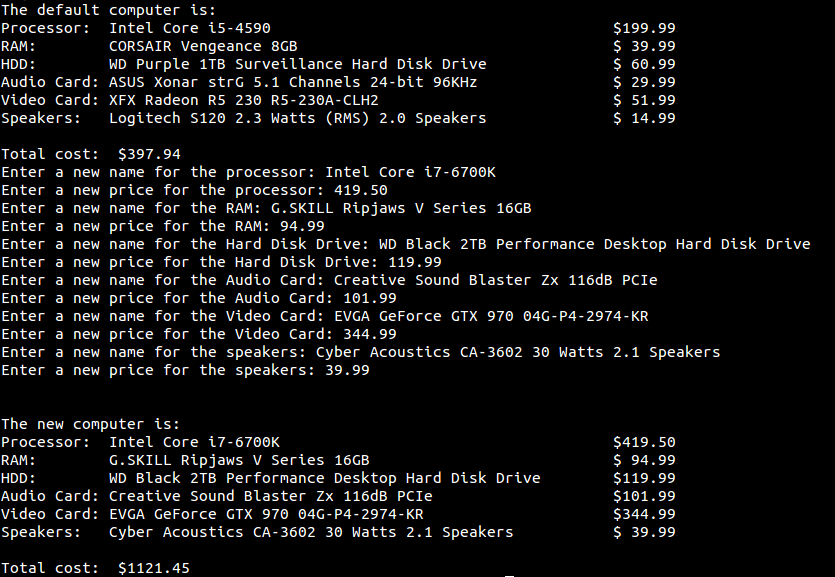 The default computer is:
Processor:  Intel Core i5-4590                                      $199.99
RAM:        CORSAIR Vengeance 8GB                                   $ 39.99
HDD:        WD Purple 1TB Surveillance Hard Disk Drive              $ 60.99
Audio Card: ASUS Xonar strG 5.1 Channels 24-bit 96KHz               $ 29.99
Video Card: XFX Radeon R5 230 R5-230A-CLH2                          $ 51.99
Speakers:   Logitech S120 2.3 Watts (RMS) 2.0 Speakers              $ 14.99

Total cost:  $397.94
Enter a new name for the processor: Intel Core i7-6700K
Enter a new price for the processor: 419.50
Enter a new name for the RAM: G.SKILL Ripjaws V Series 16GB
Enter a new price for the RAM: 94.99
Enter a new name for the Hard Disk Drive: WD Black 2TB Performance Desktop Hard Disk Drive
Enter a new price for the Hard Disk Drive: 119.99
Enter a new name for the Audio Card: Creative Sound Blaster Zx 116dB PCIe
Enter a new price for the Audio Card: 101.99
Enter a new name for the Video Card: EVGA GeForce GTX 970 04G-P4-2974-KR
Enter a new price for the Video Card: 344.99
Enter a new name for the speakers: Cyber Acoustics CA-3602 30 Watts 2.1 Speakers
Enter a new price for the speakers: 39.99

The new computer is:
Processor:  Intel Core i7-6700K                                     $419.50
RAM:        G.SKILL Ripjaws V Series 16GB                           $ 94.99
HDD:        WD Black 2TB Performance Desktop Hard Disk Drive        $119.99
Audio Card: Creative Sound Blaster Zx 116dB PCIe                    $101.99
Video Card: EVGA GeForce GTX 970 04G-P4-2974-KR                     $344.99
Speakers:   Cyber Acoustics CA-3602 30 Watts 2.1 Speakers           $ 39.99

Total cost:  $1121.45